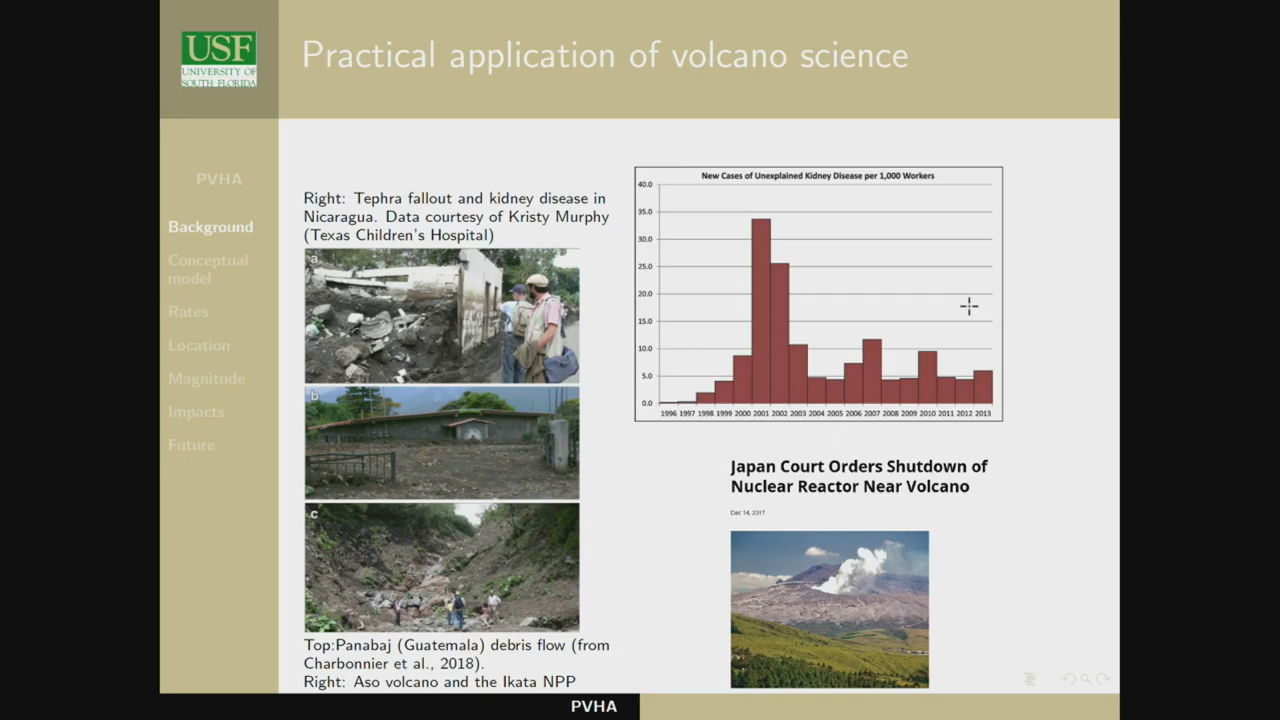 USF
UNIVERSITY OF
SOUTH FLORIDA
Practical application of volcano science
PVHA
Background
Conceptual
model
Rates
Location
Magnitude
Impacts
Future
Right: Tephra fallout and kidney disease in
Nicaragua. Data courtesy of Kristy Murphy
(Texas Children's Hospital)
a
b
c
Top:Panabaj (Guatemala) debris flow (from
Charbonnier et al., 2018).
Right: Aso volcano and the Ikata NPP
New Cases of Unexplained Kidney Disease per 1,000 Workers
40.0
35.0
30.0
25.0
20.0
15.0
10.0
5.0
0.0
1996 1997 1998 1999 2000 2001 2002 2003 2004 2005 2006 2007 2008 2009 2010 2011 2012 2013
Japan Court Orders Shutdown of
Nuclear Reactor Near Volcano
Dec 14, 2017
PVHA